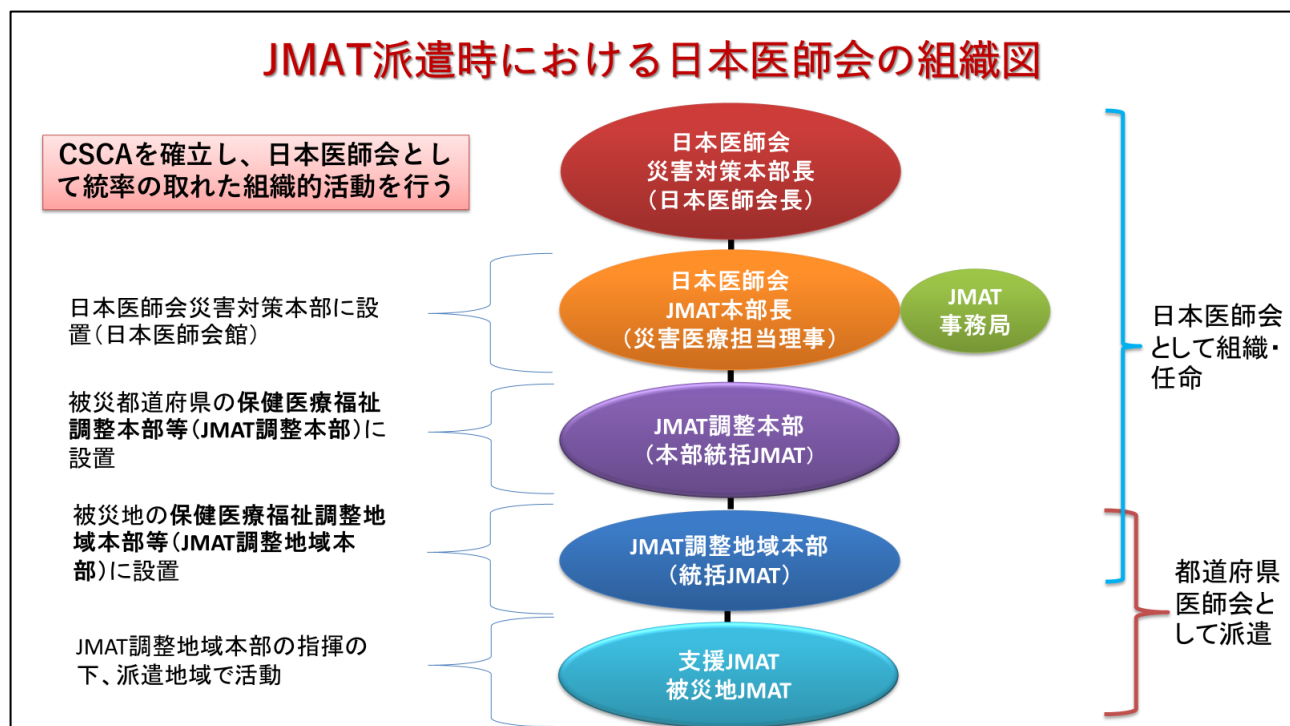 JMAT派遣時における日本医師会の組織図
CSCAを確立し、日本医師会とし
て統率の取れた組織的活動を行う
日本医師会
災害対策本部長
（日本医師会長）
日本医師会災害対策本部に設
置（日本医師会館）
日本医師会
JMAT本部長
（災害医療担当理事）
JMAT
事務局
日本医師会
として組織・
任命
被災都道府県の保健医療福祉
調整本部等（JMAT調整本部）に
設置
JMAT調整本部
（本部統括JMAT）
被災地の保健医療福祉調整地
域本部等（JMAT調整地域本
部）に設置
JMAT調整地域本部
（統括JMAT）
都道府県
医師会と
して派遣
JMAT調整地域本部の指揮の
下、派遣地域で活動
支援JMAT
被災地JMAT